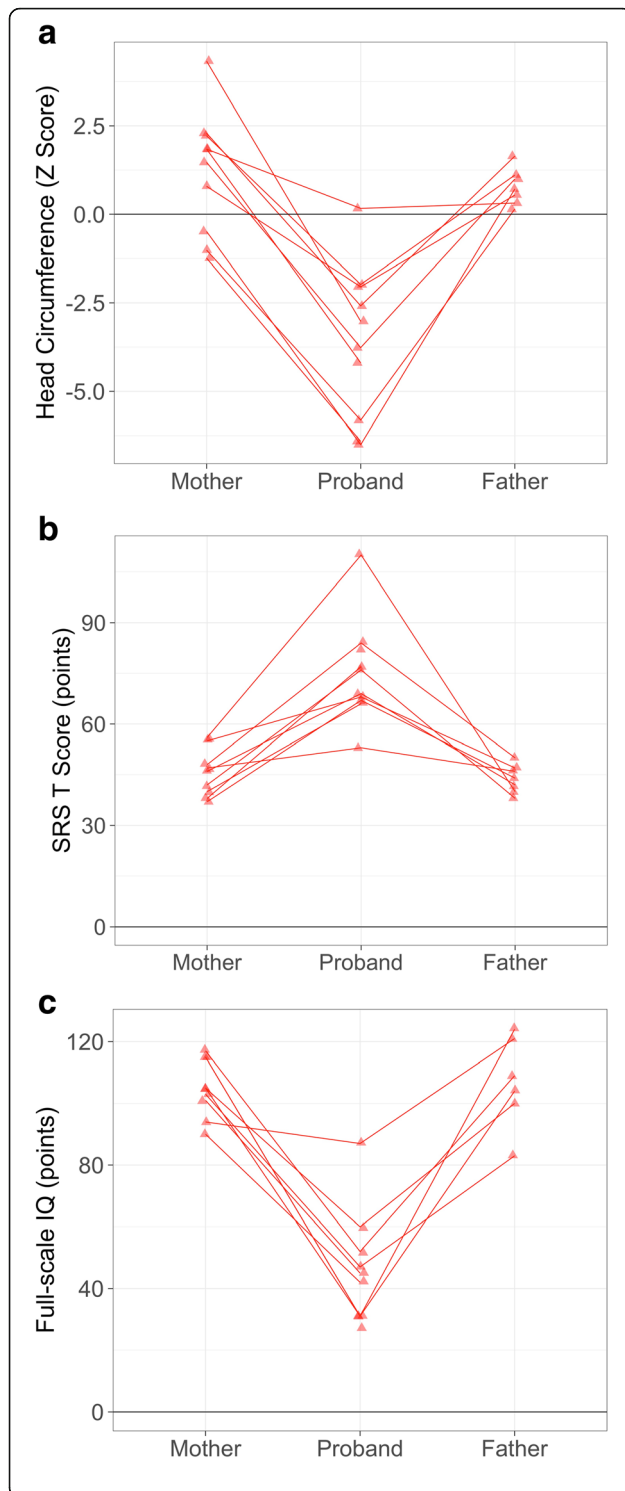 a
Head Circumference (Z Score)
2.5
0.0
-2.5
-5.0
Mother Proband Father
b
SRS T Score (points)
90
60
30
0
Mother Proband Father
c
Full-scale IQ (points)
120
80
40
0
Mother Proband Father